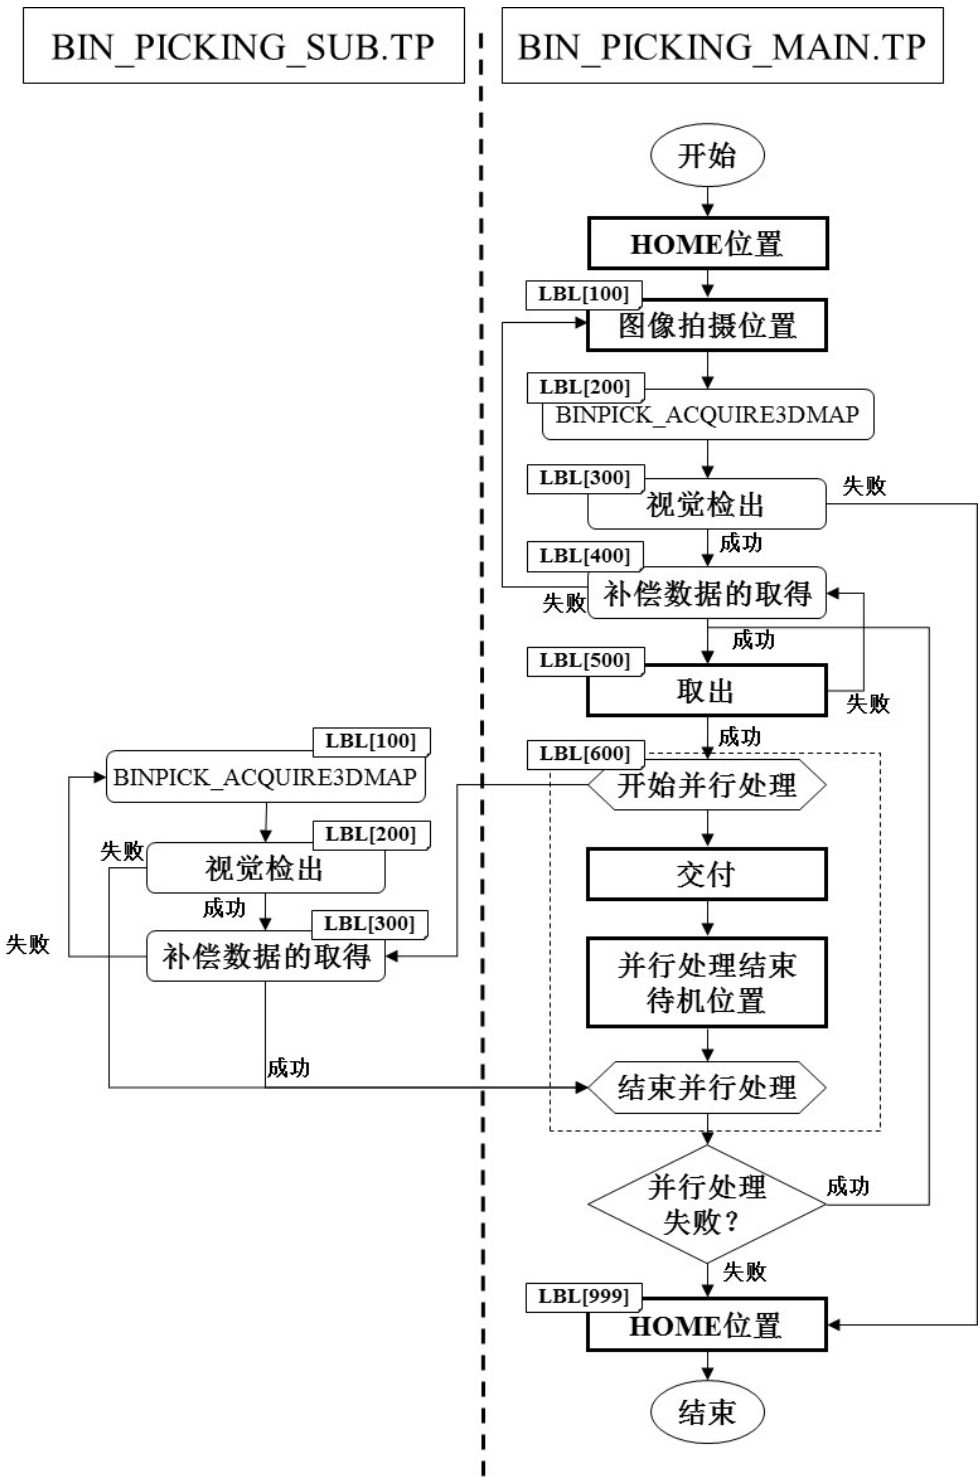 BIN_PICKING_SUB.TP
BIN_PICKING_MAIN.TP
开始
HOME位置
LBL[100]
图像拍摄位置
LBL[200]
BINPICK_ACQUIRE3DMAP
LBL[300]
视觉检出
失败
成功
LBL[400]
补偿数据的取得
失败
成功
LBL[500]
取出
失败
成功
LBL[600]
开始并行处理
交付
并行处理结束
待机位置
结束并行处理
并行处理
失败?
成功
失败
LBL[999]
HOME位置
结束
LBL[100]
BINPICK_ACQUIRE3DMAP
LBL[200]
失败
视觉检出
成功
LBL[300]
失败
补偿数据的取得
成功